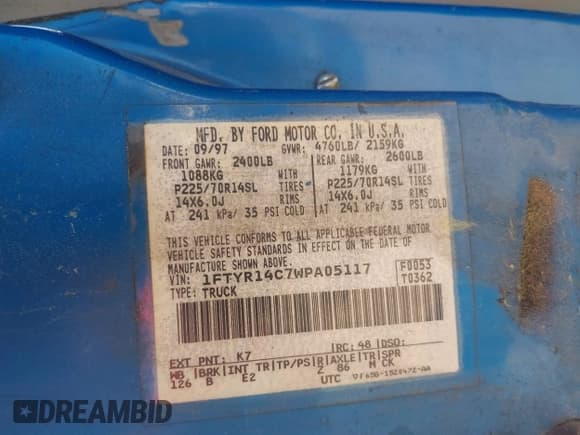 MFD. BY FORD MOTOR CO. IN U.S.A.
DATE: 09/97 GVWR: 4760LB/ 2159KG
FRONT GAWR: 2400LB REAR GAWR: 2600LB
1088KG WITH 1179KG WITH
P225/70R14SL TIRES P225/70R14SL TIRES
14X6.0J RIMS 14X6.0J RIMS
AT 241 kPa/ 35 PSI COLD AT 241 kPa/ 35 PSI COLD
THIS VEHICLE CONFORMS TO ALL APPLICABLE FEDERAL MOTOR
VEHICLE SAFETY STANDARDS IN EFFECT ON THE DATE OF
MANUFACTURE SHOWN ABOVE.
VIN: 1FTYR14C7WPA05117 F0053
TYPE: TRUCK T0362
EXT PNT: K7 RC: 48 DSO:
WB BRK INT TR TP/PS R AXLE TR SPR
126 B E2 Z 86 M CK
UTC
DREAMBID